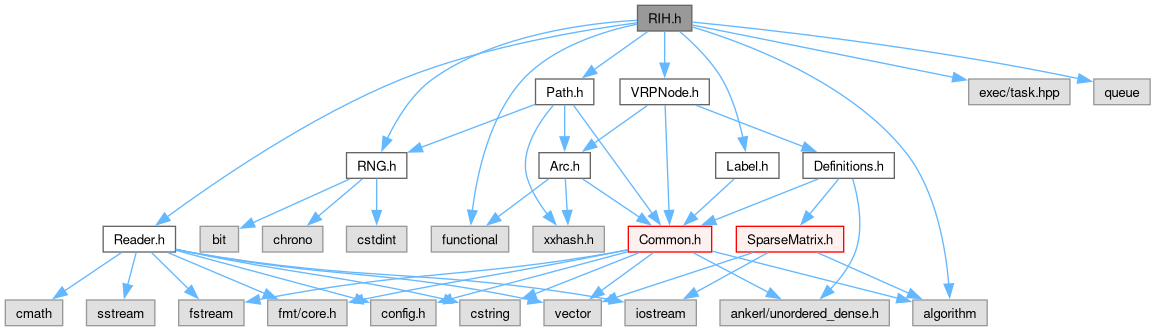 RIH.h
Path.h
VRPNode.h
exec/task.hpp
queue
RNG.h
Arc.h
Label.h
Definitions.h
Reader.h
bit
chrono
cstdint
functional
xxhash.h
Common.h
SparseMatrix.h
cmath
sstream
fstream
fmt/core.h
config.h
cstring
vector
iostream
ankerl/unordered_dense.h
algorithm